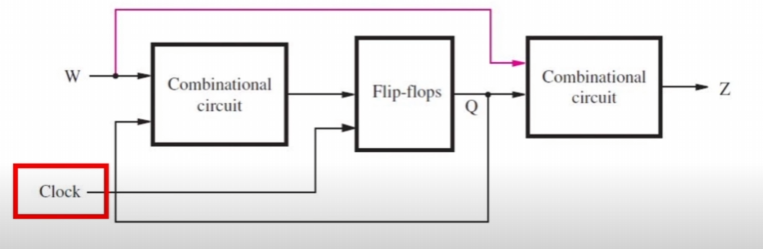 W
Combinational
circuit
Flip-flops
Q
Combinational
circuit
Z
Clock